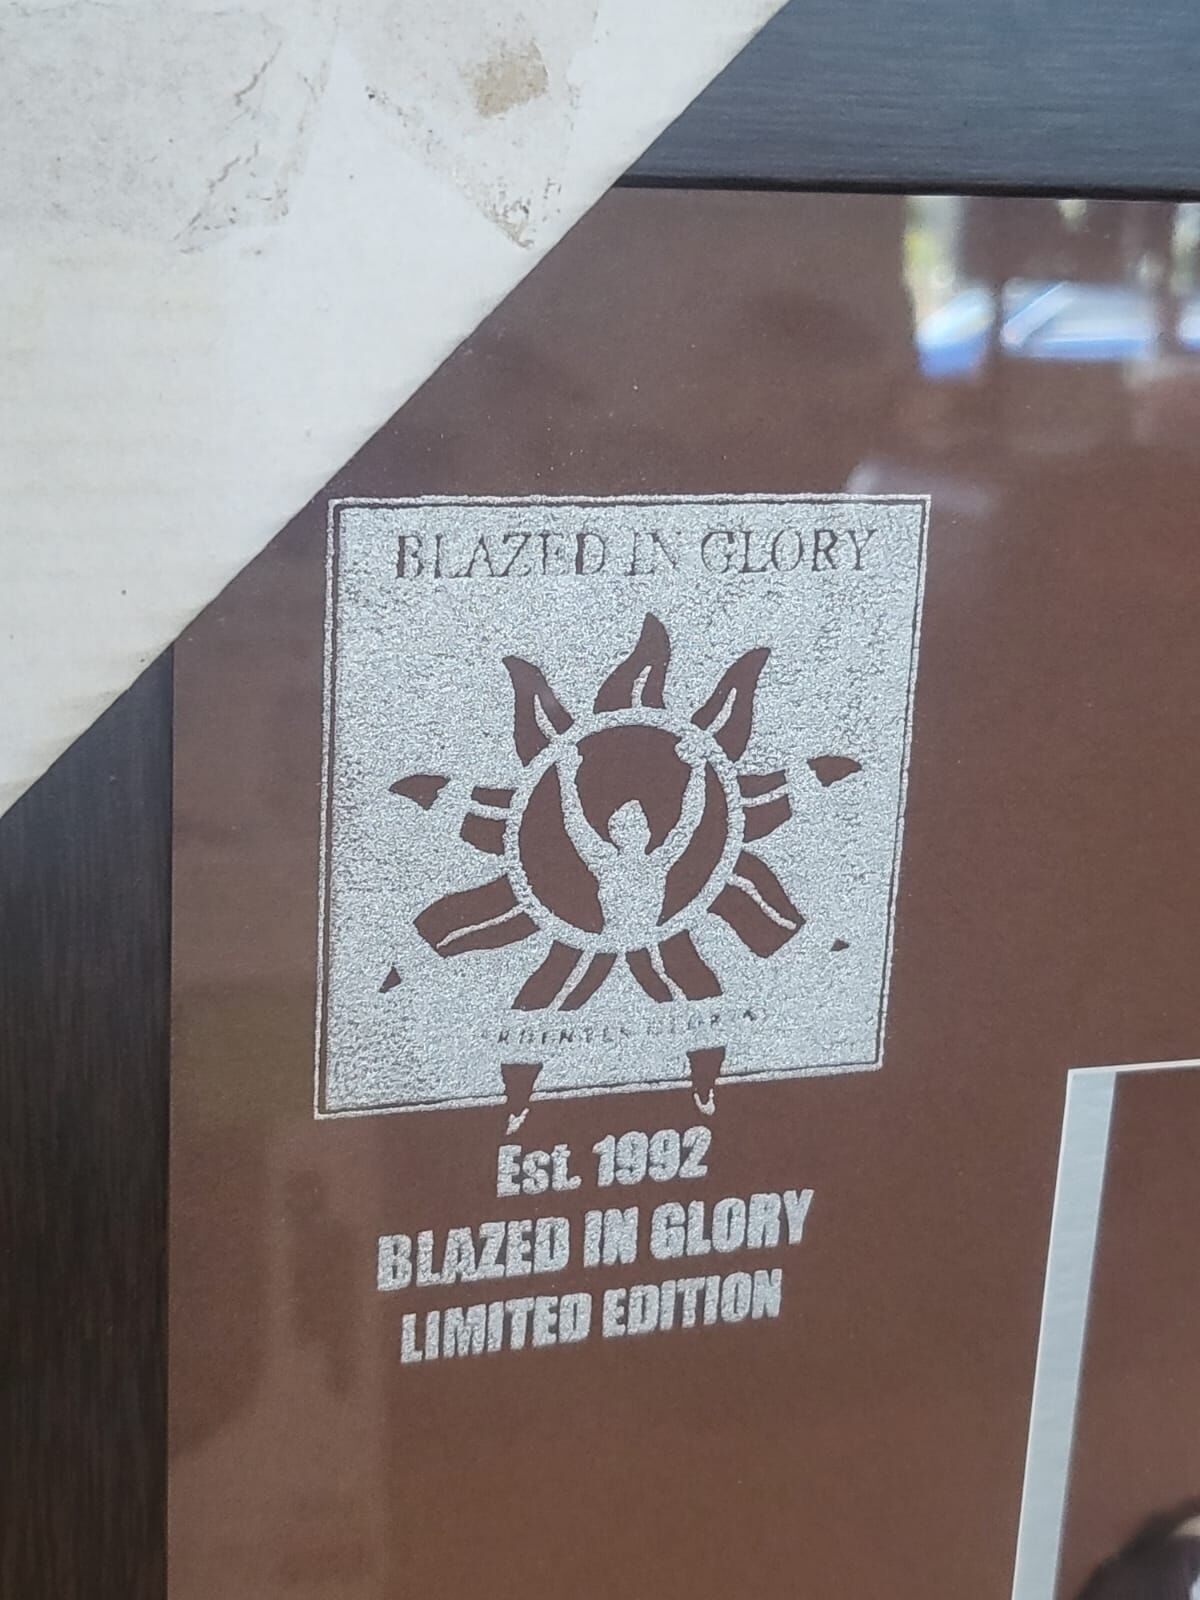 BLAZED IN GLORY
Est. 1992
BLAZED IN GLORY
LIMITED EDITION